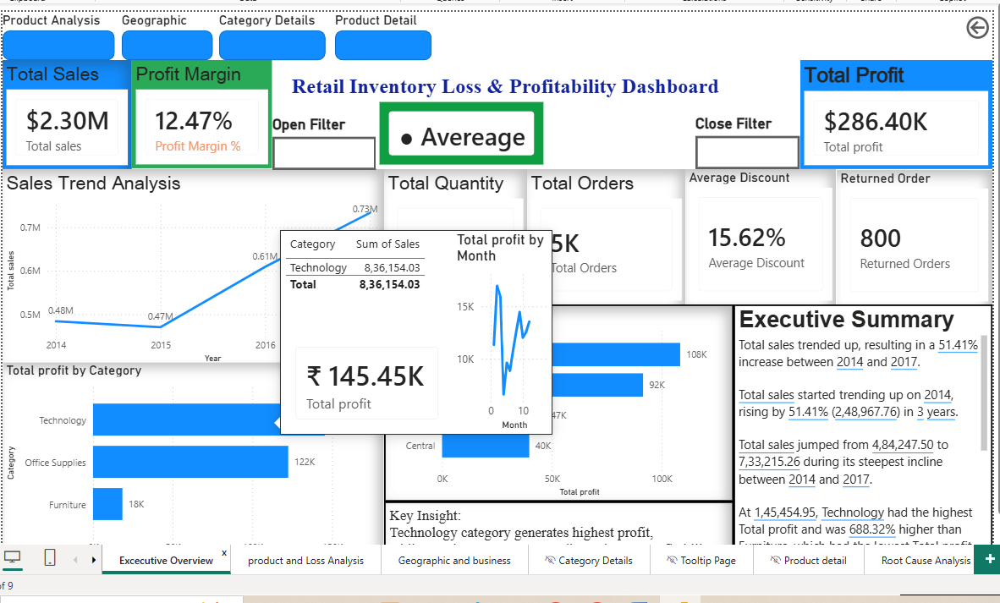 Product Analysis
Geographic
Category Details
Product Detail
Total Sales
$2.30M
Total sales
Profit Margin
12.47%
Profit Margin %
Retail Inventory Loss & Profitability Dashboard
Open Filter
● Avereage
Close Filter
Total Profit
$286.40K
Total profit
Sales Trend Analysis
Total sales
0.7M
0.6M
0.5M
0.48M
0.47M
0.61M
0.73M
2014
2015
2016
Year
Total Quantity
Total Orders
5K
Total Orders
Average Discount
15.62%
Average Discount
Returned Order
800
Returned Orders
Category Sum of Sales
Technology 8,36,154.03
Total 8,36,154.03
₹ 145.45K
Total profit
Total profit by
Month
15K
10K
0
10
Month
Total profit by Category
Category
Technology
Office Supplies
122K
Furniture
18K
108K
92K
47K
Central
40K
0K
50K
100K
Total profit
Key Insight:
Technology category generates highest profit,
Executive Summary
Total sales trended up, resulting in a 51.41%
increase between 2014 and 2017.
Total sales started trending up on 2014,
rising by 51.41% (2,48,967.76) in 3 years.
Total sales jumped from 4,84,247.50 to
7,33,215.26 during its steepest incline
between 2014 and 2017.
At 1,45,454.95, Technology had the highest
Total profit and was 688.32% higher than
Furniture, which had the lowest Total profit
Excecutive Overview
x
product and Loss Analysis
Geographic and business
Category Details
Tooltip Page
Product detail
Root Cause Analysis
+
of 9